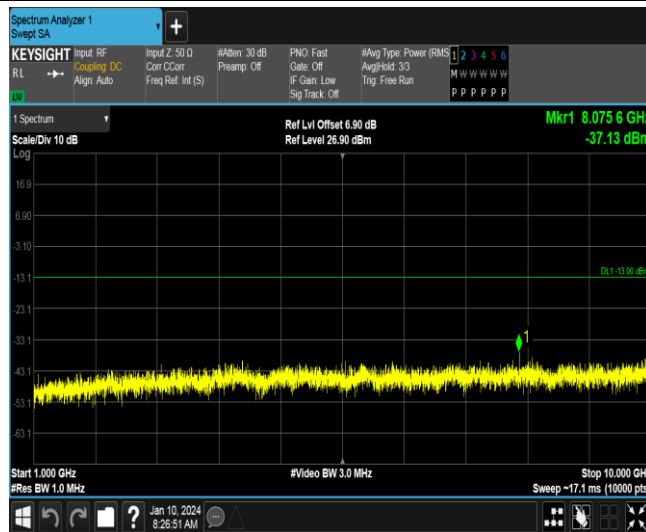 Spectrum Analyzer 1
Swept SA
KEYSIGHT
RL
LXI
Input: RF
Coupling: DC
Align: Auto
Input Z: 50 Ω
Corr CCorr
Freq Ref: Int (S)
#Atten: 30 dB
Preamp: Off
PNO: Fast
Gate: Off
IF Gain: Low
Sig Track: Off
#Avg Type: Power (RMS
Avg|Hold: 3/3
Trig: Free Run
1 2 3 4 5 6
M W W W W W
P P P P P P
1 Spectrum
Scale/Div 10 dB
Log
Ref Lvl Offset 6.90 dB
Ref Level 26.90 dBm
Mkr1 8.075 6 GHz
-37.13 dBm
16.9
6.90
-3.10
-13.1
DL1 -13.00 dBm
-23.1
-33.1
1
-43.1
-53.1
-63.1
Start 1.000 GHz
#Res BW 1.0 MHz
#Video BW 3.0 MHz
Stop 10.000 GHz
Sweep ~17.1 ms (10000 pts
?
Jan 10, 2024
8:26:51 AM